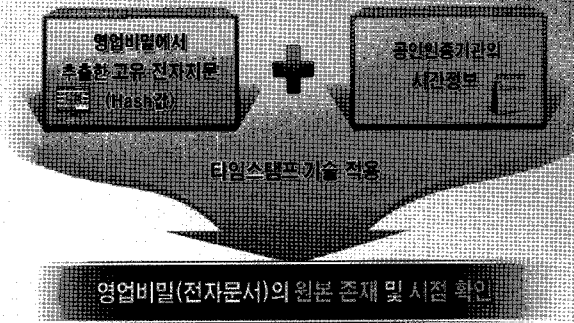 영업비밀에서
추출한 고유 전자지문
(Hash값)
공인인증기관의
시간정보
타임스탬프 기술 적용
영업비밀(전자문서)의 원본 존재 및 시점 확인